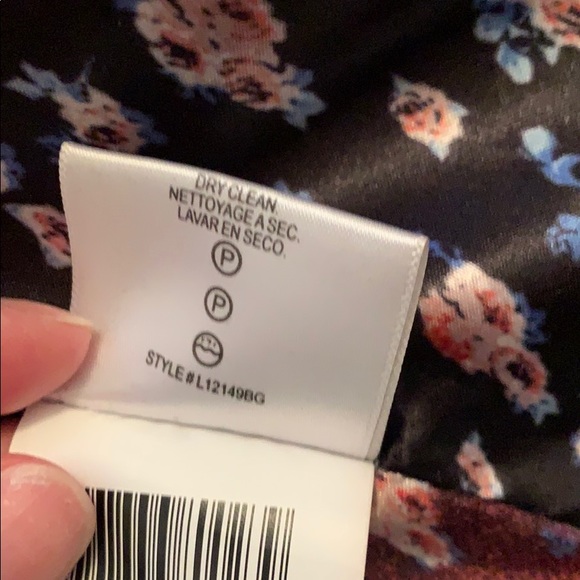 DRY CLEAN.
NETTOYAGE A SEC.
LAVAR EN SECO.
P
P
STYLE # L12149BG